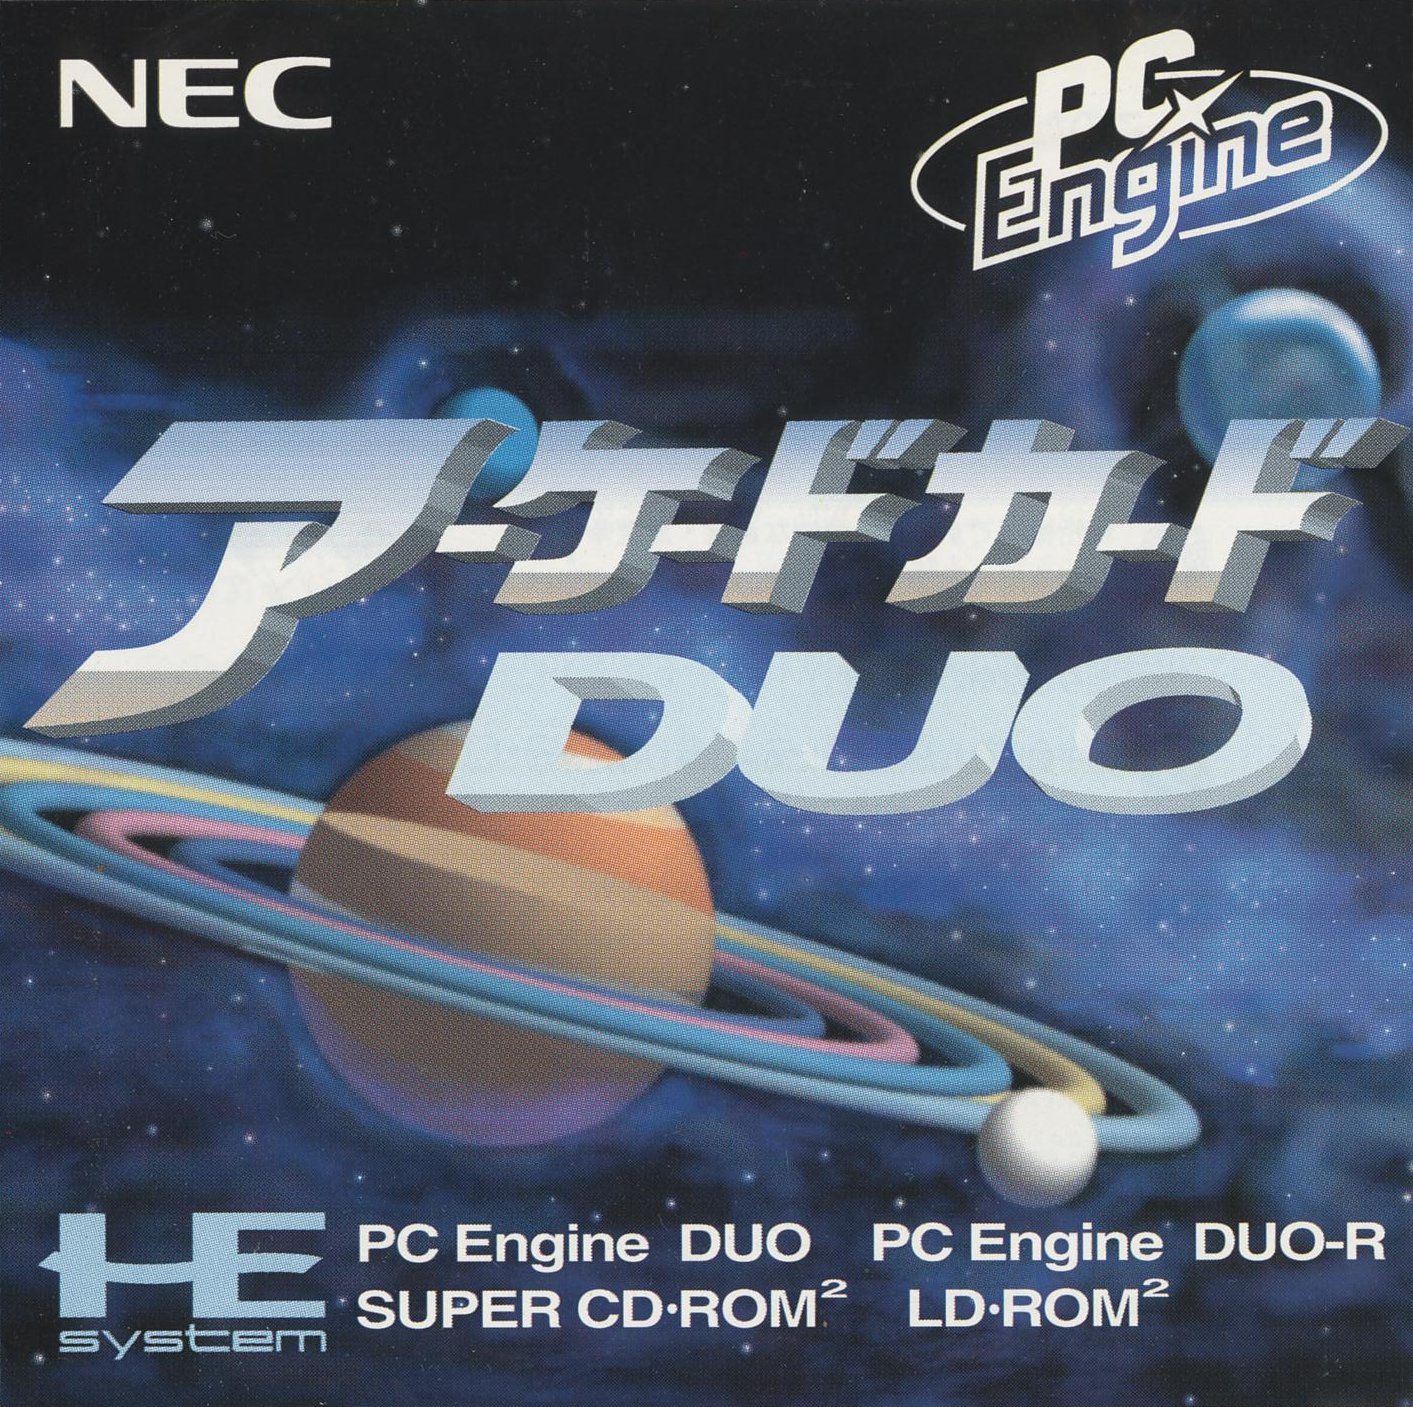 NEC
PC
Engine
アーケードカード
DUO
HE
system
PC Engine DUO PC Engine DUO-R
SUPER CD・ROM² LD・ROM²